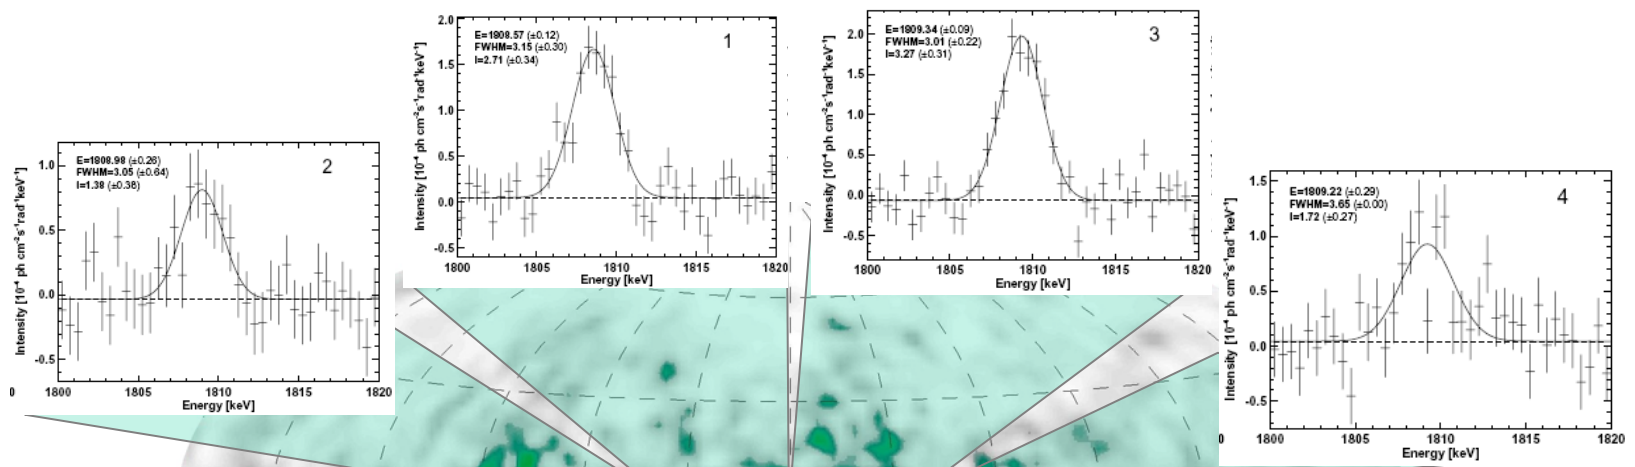 2
E=1808.98 (±0.26)
FWHM=3.05 (±0.64)
I=1.38 (±0.38)
Intensity [10⁻⁴ ph cm⁻²s⁻¹rad⁻¹keV⁻¹]
1.0
0.5
0.0
-0.5
0
1800 1805 1810 1815 1820
Energy [keV]
1
E=1808.57 (±0.12)
FWHM=3.15 (±0.30)
I=2.71 (±0.34)
Intensity [10⁻⁴ ph cm⁻²s⁻¹rad⁻¹keV⁻¹]
2.0
1.5
1.0
0.5
0.0
-0.5
1800 1805 1810 1815 1820
Energy [keV]
3
E=1809.34 (±0.09)
FWHM=3.01 (±0.22)
I=3.27 (±0.31)
Intensity [10⁻⁴ ph cm⁻²s⁻¹rad⁻¹keV⁻¹]
2.0
1.5
1.0
0.5
0.0
-0.5
1800 1805 1810 1815 1820
Energy [keV]
4
E=1809.22 (±0.29)
FWHM=3.65 (±0.00)
I=1.72 (±0.27)
Intensity [10⁻⁴ ph cm⁻²s⁻¹rad⁻¹keV⁻¹]
1.5
1.0
0.5
0.0
-0.5
0
1800 1805 1810 1815 1820
Energy [keV]